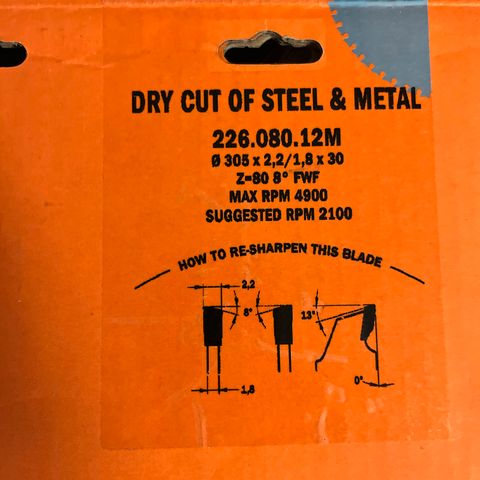 DRY CUT OF STEEL & METAL
226.080.12M
Ø 305 x 2,2/1,8 x 30
Z=80 8° FWF
MAX RPM 4900
SUGGESTED RPM 2100
HOW TO RE-SHARPEN THIS BLADE
2,2
8°
13°
1,8
0°